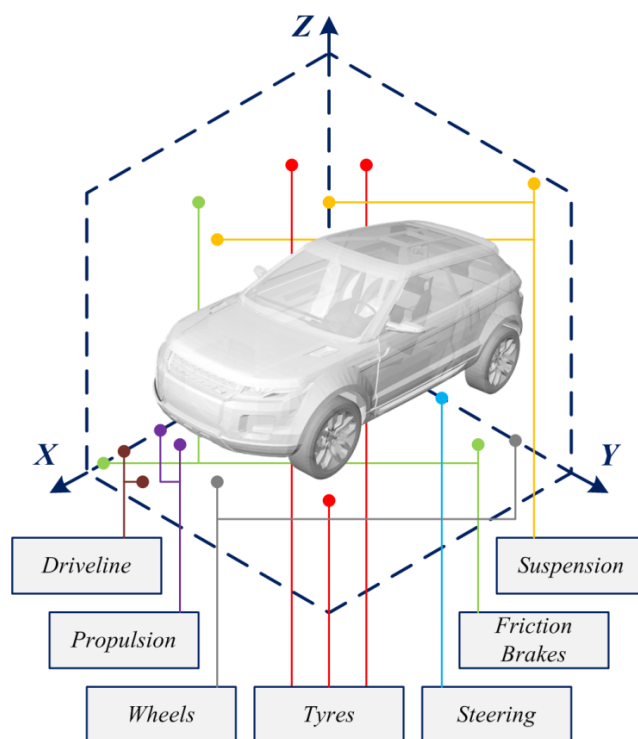 Z
X
Y
Driveline
Suspension
Propulsion
Friction
Brakes
Wheels
Tyres
Steering